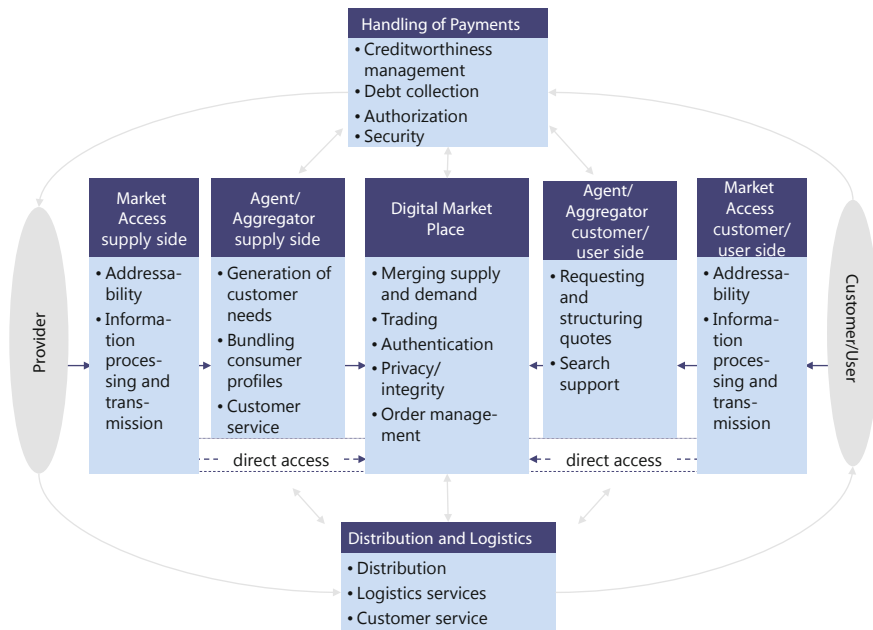 Handling of Payments
• Creditworthiness
management
• Debt collection
• Authorization
• Security
Provider
Market
Access
supply side
• Addressa-
bility
• Informa-
tion
proces-
sing and
trans-
mission
Agent/
Aggregator
supply side
• Generation of
customer
needs
• Bundling
consumer
profiles
• Customer
service
Digital Market
Place
• Merging supply
and demand
• Trading
• Authentication
• Privacy/
integrity
• Order manage-
ment
Agent/
Aggregator
customer/
user side
• Requesting
and
structuring
quotes
• Search
support
Market
Access
customer/
user side
• Addressa-
bility
• Informa-
tion
proces-
sing and
trans-
mission
Customer/User
direct access
direct access
Distribution and Logistics
• Distribution
• Logistics services
• Customer service